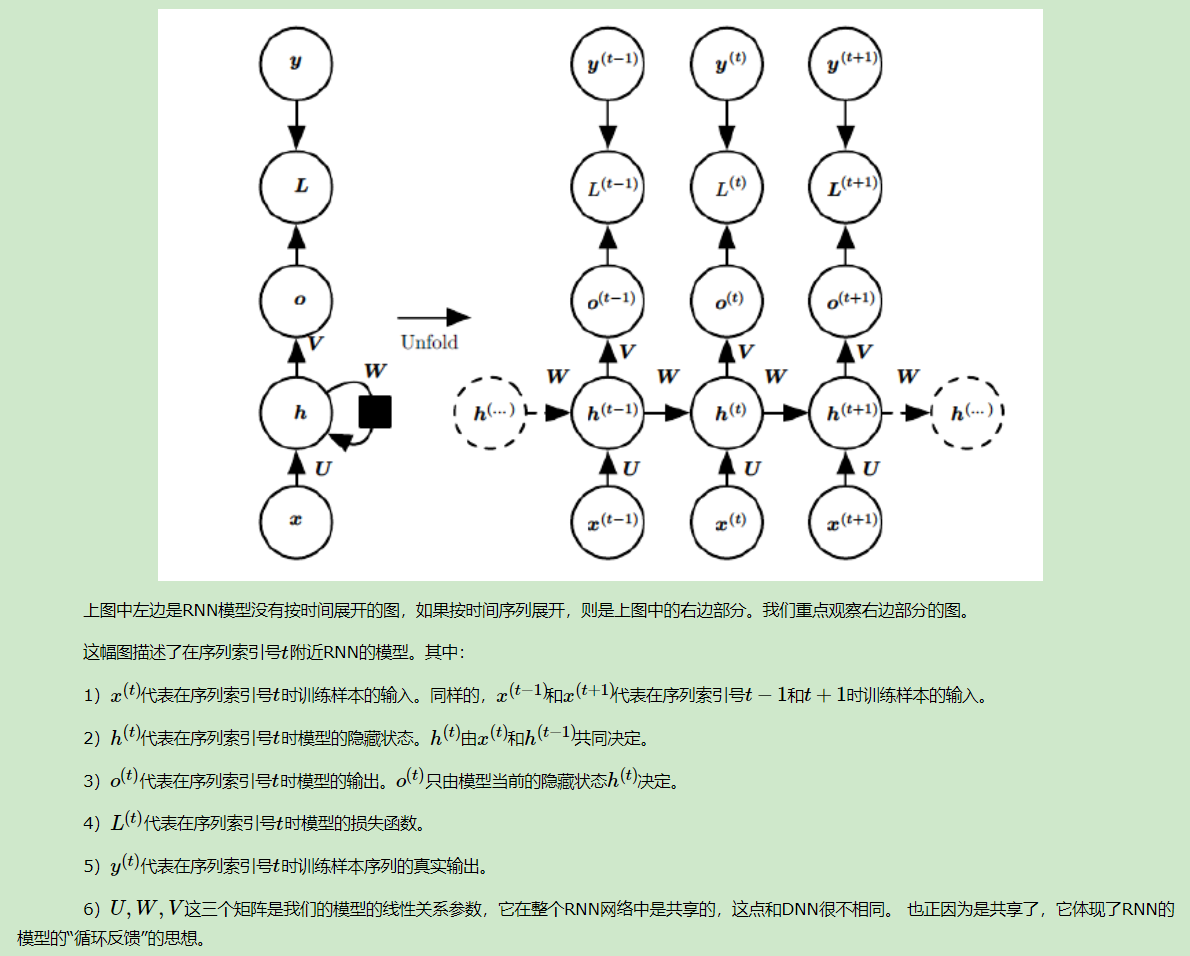 y y^{(t−1)} y^{(t)} y^{(t+1)}
L L^{(t−1)} L^{(t)} L^{(t+1)}
o o^{(t−1)} o^{(t)} o^{(t+1)}
Unfold
V V V V
W W W W W
h h^{(...)} h^{(t−1)} h^{(t)} h^{(t+1)} h^{(...)}
U U U U
x x^{(t−1)} x^{(t)} x^{(t+1)}
上图中左边是RNN模型没有按时间展开的图，如果按时间序列展开，则是上图中的右边部分。我们重点观察右边部分的图。
这幅图描述了在序列索引号t附近RNN的模型。其中：
1）x^{(t)}代表在序列索引号t时训练样本的输入。同样的，x^{(t−1)}和x^{(t+1)}代表在序列索引号t − 1和t + 1时训练样本的输入。
2）h^{(t)}代表在序列索引号t时模型的隐藏状态。h^{(t)}由x^{(t)}和h^{(t−1)}共同决定。
3）o^{(t)}代表在序列索引号t时模型的输出。o^{(t)}只由模型当前的隐藏状态h^{(t)}决定。
4）L^{(t)}代表在序列索引号t时模型的损失函数。
5）y^{(t)}代表在序列索引号t时训练样本序列的真实输出。
6）U, W, V这三个矩阵是我们的模型的线性关系参数，它在整个RNN网络中是共享的，这点和DNN很不相同。 也正因为是共享了，它体现了RNN的
模型的“循环反馈”的思想。